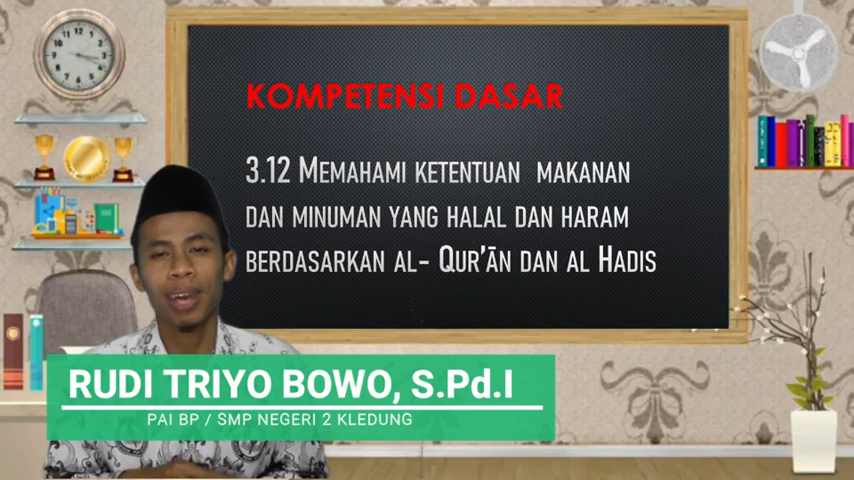 KOMPETENSI DASAR
3.12 Memahami ketentuan makanan
dan minuman yang halal dan haram
berdasarkan al- Qur'ān dan al Hadis
RUDI TRIYO BOWO, S.Pd.I
PAI BP / SMP NEGERI 2 KLEDUNG